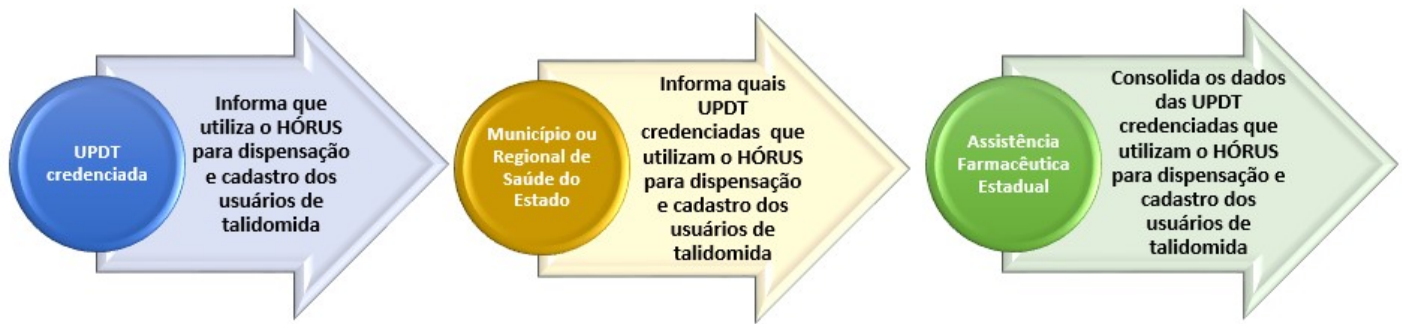 UPDT
credenciada
Informa que
utiliza o HÓRUS
para dispensação
e cadastro dos
usuários de
talidomida
Município ou
Regional de
Saúde do
Estado
Informa quais
UPDT
credenciadas que
utilizam o HÓRUS
para dispensação
e cadastro dos
usuários de
talidomida
Assistência
Farmacêutica
Estadual
Consolida os dados
das UPDT
credenciadas que
utilizam o HÓRUS
para dispensação e
cadastro dos
usuários de
talidomida